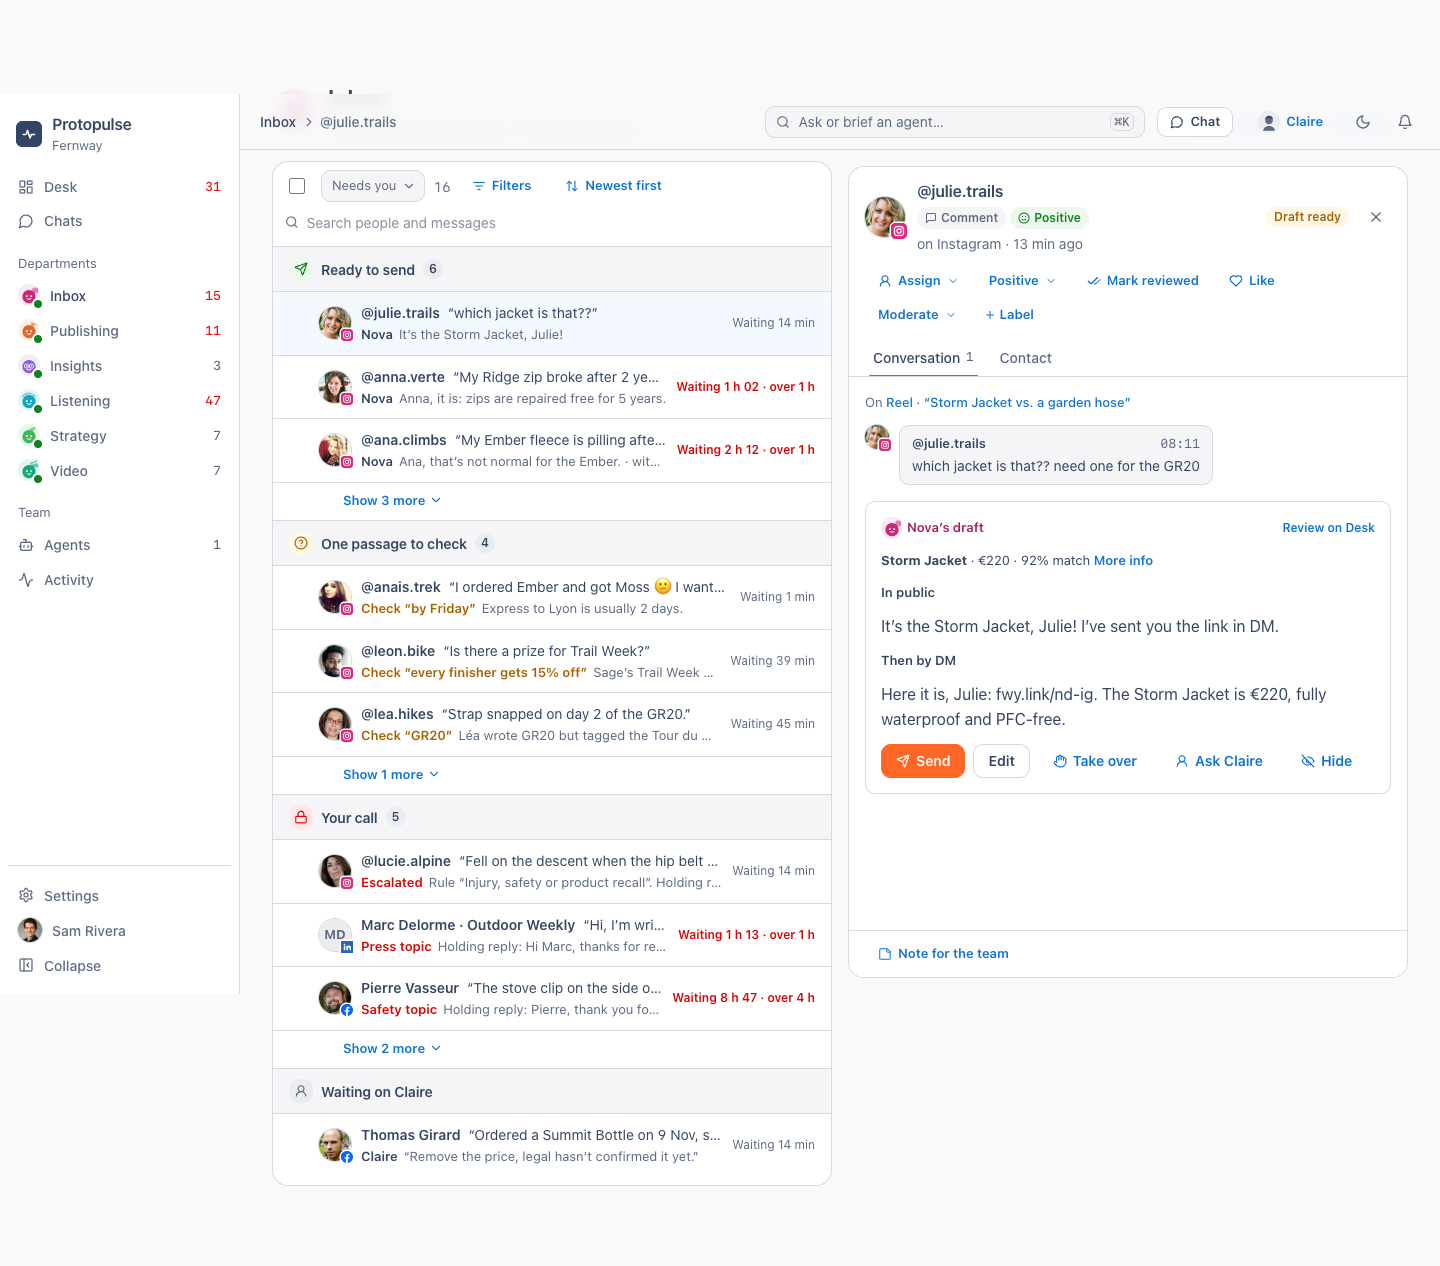 Protopulse
Fernway
Inbox > @julie.trails
Ask or brief an agent… ⌘K
Chat
Claire
Desk 31
Chats
Departments
Inbox 15
Publishing 11
Insights 3
Listening 47
Strategy 7
Video 7
Team
Agents 1
Activity
Settings
Sam Rivera
Collapse
Needs you 16 Filters Newest first
Search people and messages
Ready to send 6
@julie.trails “which jacket is that??” Waiting 14 min
Nova It’s the Storm Jacket, Julie!
@anna.verte “My Ridge zip broke after 2 ye… Waiting 1 h 02 · over 1 h
Nova Anna, it is: zips are repaired free for 5 years.
@ana.climbs “My Ember fleece is pilling afte… Waiting 2 h 12 · over 1 h
Nova Ana, that’s not normal for the Ember. · wit…
Show 3 more
One passage to check 4
@anais.trek “I ordered Ember and got Moss 😕 I want… Waiting 1 min
Check “by Friday” Express to Lyon is usually 2 days.
@leon.bike “Is there a prize for Trail Week?” Waiting 39 min
Check “every finisher gets 15% off” Sage’s Trail Week …
@lea.hikes “Strap snapped on day 2 of the GR20.” Waiting 45 min
Check “GR20” Léa wrote GR20 but tagged the Tour du …
Show 1 more
Your call 5
@lucie.alpine “Fell on the descent when the hip belt … Waiting 14 min
Escalated Rule “Injury, safety or product recall”. Holding r…
MD
Marc Delorme · Outdoor Weekly “Hi, I’m wri… Waiting 1 h 13 · over 1 h
Press topic Holding reply: Hi Marc, thanks for re…
Pierre Vasseur “The stove clip on the side o… Waiting 8 h 47 · over 4 h
Safety topic Holding reply: Pierre, thank you fo…
Show 2 more
Waiting on Claire
Thomas Girard “Ordered a Summit Bottle on 9 Nov, s… Waiting 14 min
Claire “Remove the price, legal hasn’t confirmed it yet.”
@julie.trails
Comment Positive Draft ready
on Instagram · 13 min ago
Assign Positive Mark reviewed Like
Moderate + Label
Conversation 1 Contact
On Reel · “Storm Jacket vs. a garden hose”
@julie.trails 08:11
which jacket is that?? need one for the GR20
Nova’s draft Review on Desk
Storm Jacket · €220 · 92% match More info
In public
It’s the Storm Jacket, Julie! I’ve sent you the link in DM.
Then by DM
Here it is, Julie: fwy.link/nd-ig. The Storm Jacket is €220, fully
waterproof and PFC-free.
Send Edit Take over Ask Claire Hide
Note for the team